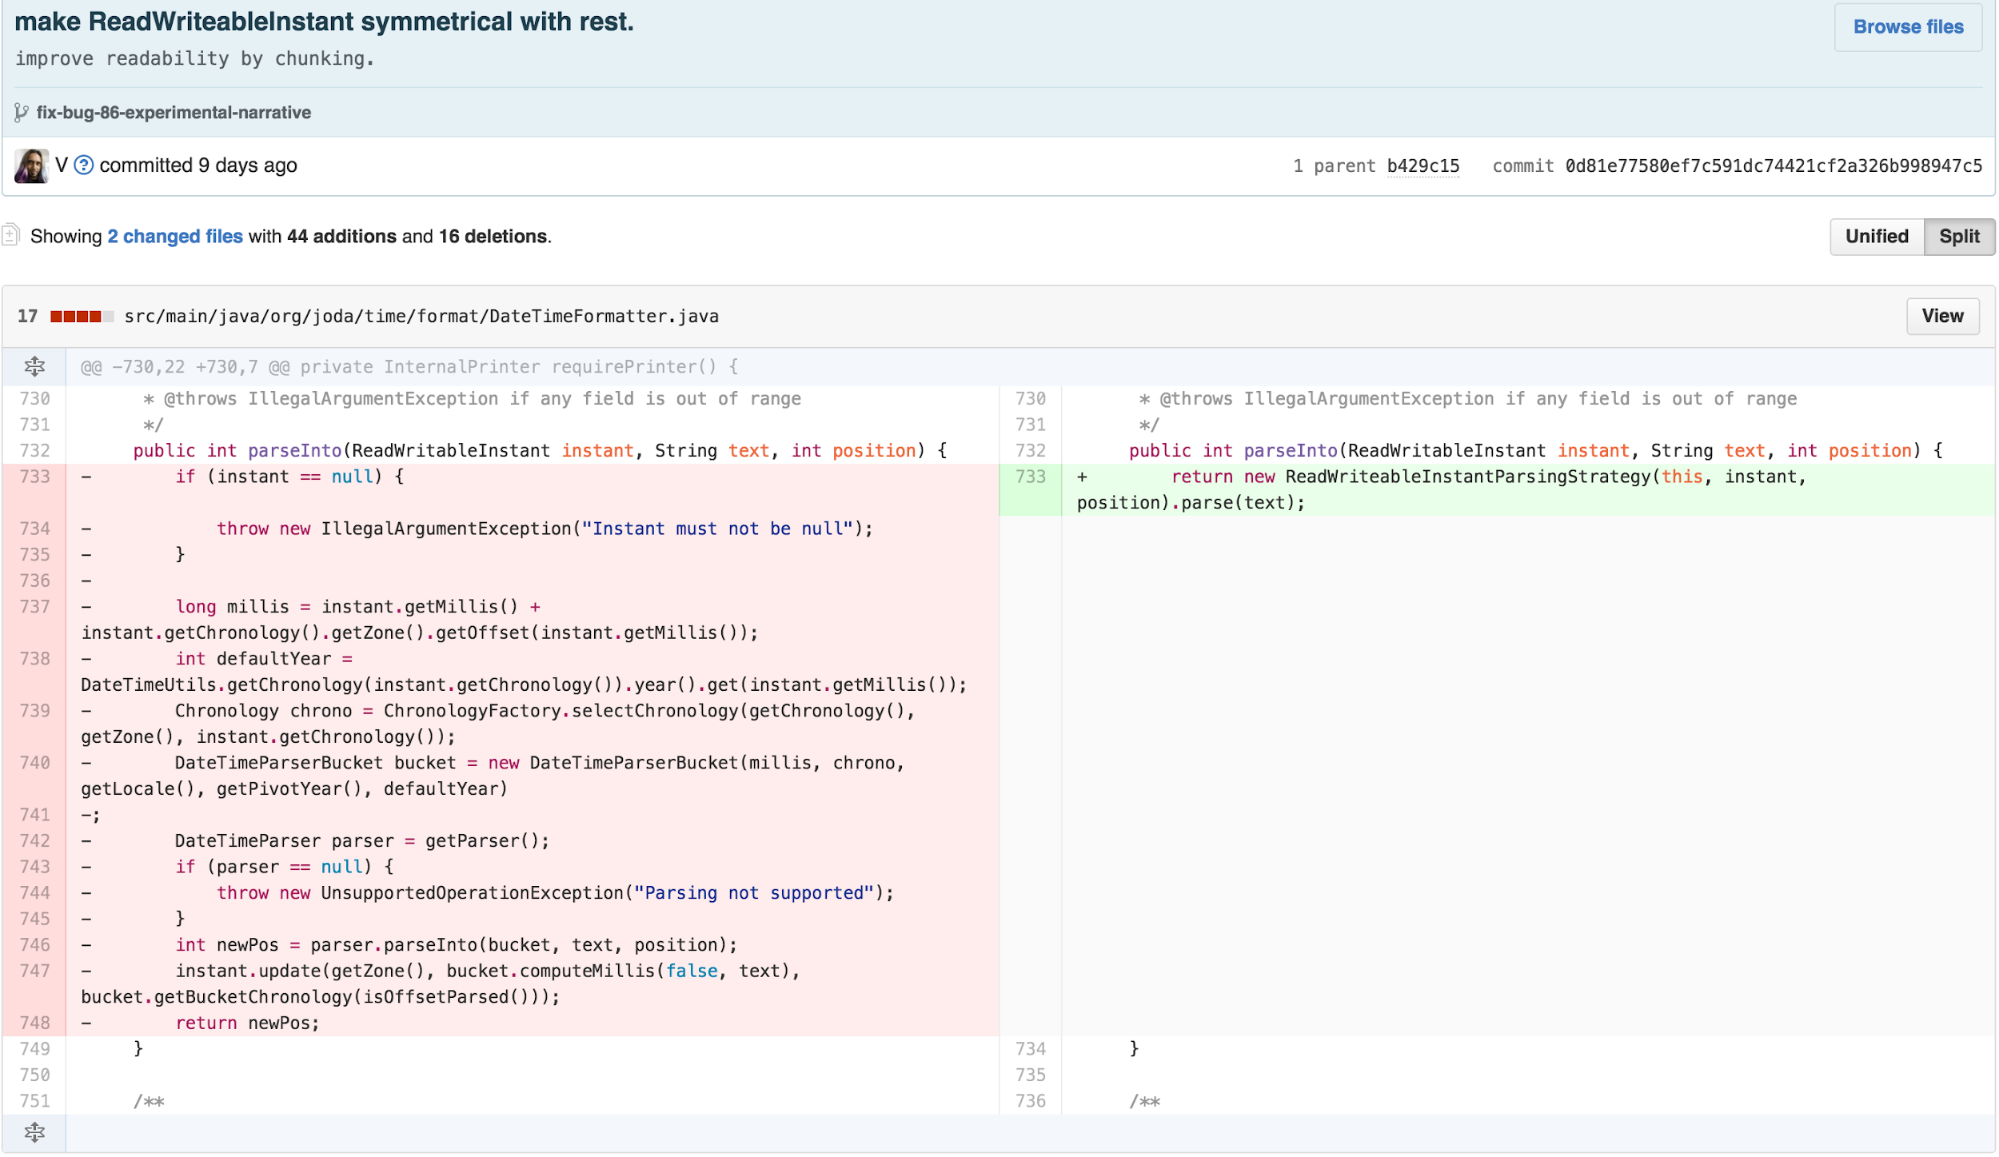 make ReadWriteableInstant symmetrical with rest.
Browse files
improve readability by chunking.
fix-bug-86-experimental-narrative
V ? committed 9 days ago
1 parent b429c15 commit 0d81e77580ef7c591dc74421cf2a326b998947c5
Showing 2 changed files with 44 additions and 16 deletions.
Unified Split
17 src/main/java/org/joda/time/format/DateTimeFormatter.java
View
@@ -730,22 +730,7 @@ private InternalPrinter requirePrinter() {
730 * @throws IllegalArgumentException if any field is out of range
731 */
732 public int parseInto(ReadWritableInstant instant, String text, int position) {
733 - if (instant == null) {
734 - throw new IllegalArgumentException("Instant must not be null");
735 - }
736 -
737 - long millis = instant.getMillis() +
instant.getChronology().getZone().getOffset(instant.getMillis());
738 - int defaultYear =
DateTimeUtils.getChronology(instant.getChronology()).year().get(instant.getMillis());
739 - Chronology chrono = ChronologyFactory.selectChronology(getChronology(),
getZone(), instant.getChronology());
740 - DateTimeParserBucket bucket = new DateTimeParserBucket(millis, chrono,
getLocale(), getPivotYear(), defaultYear)
741 -;
742 - DateTimeParser parser = getParser();
743 - if (parser == null) {
744 - throw new UnsupportedOperationException("Parsing not supported");
745 - }
746 - int newPos = parser.parseInto(bucket, text, position);
747 - instant.update(getZone(), bucket.computeMillis(false, text),
bucket.getBucketChronology(isOffsetParsed()));
748 - return newPos;
749 }
750
751 /**
730 * @throws IllegalArgumentException if any field is out of range
731 */
732 public int parseInto(ReadWritableInstant instant, String text, int position) {
733 + return new ReadWriteableInstantParsingStrategy(this, instant,
position).parse(text);
734 }
735
736 /**